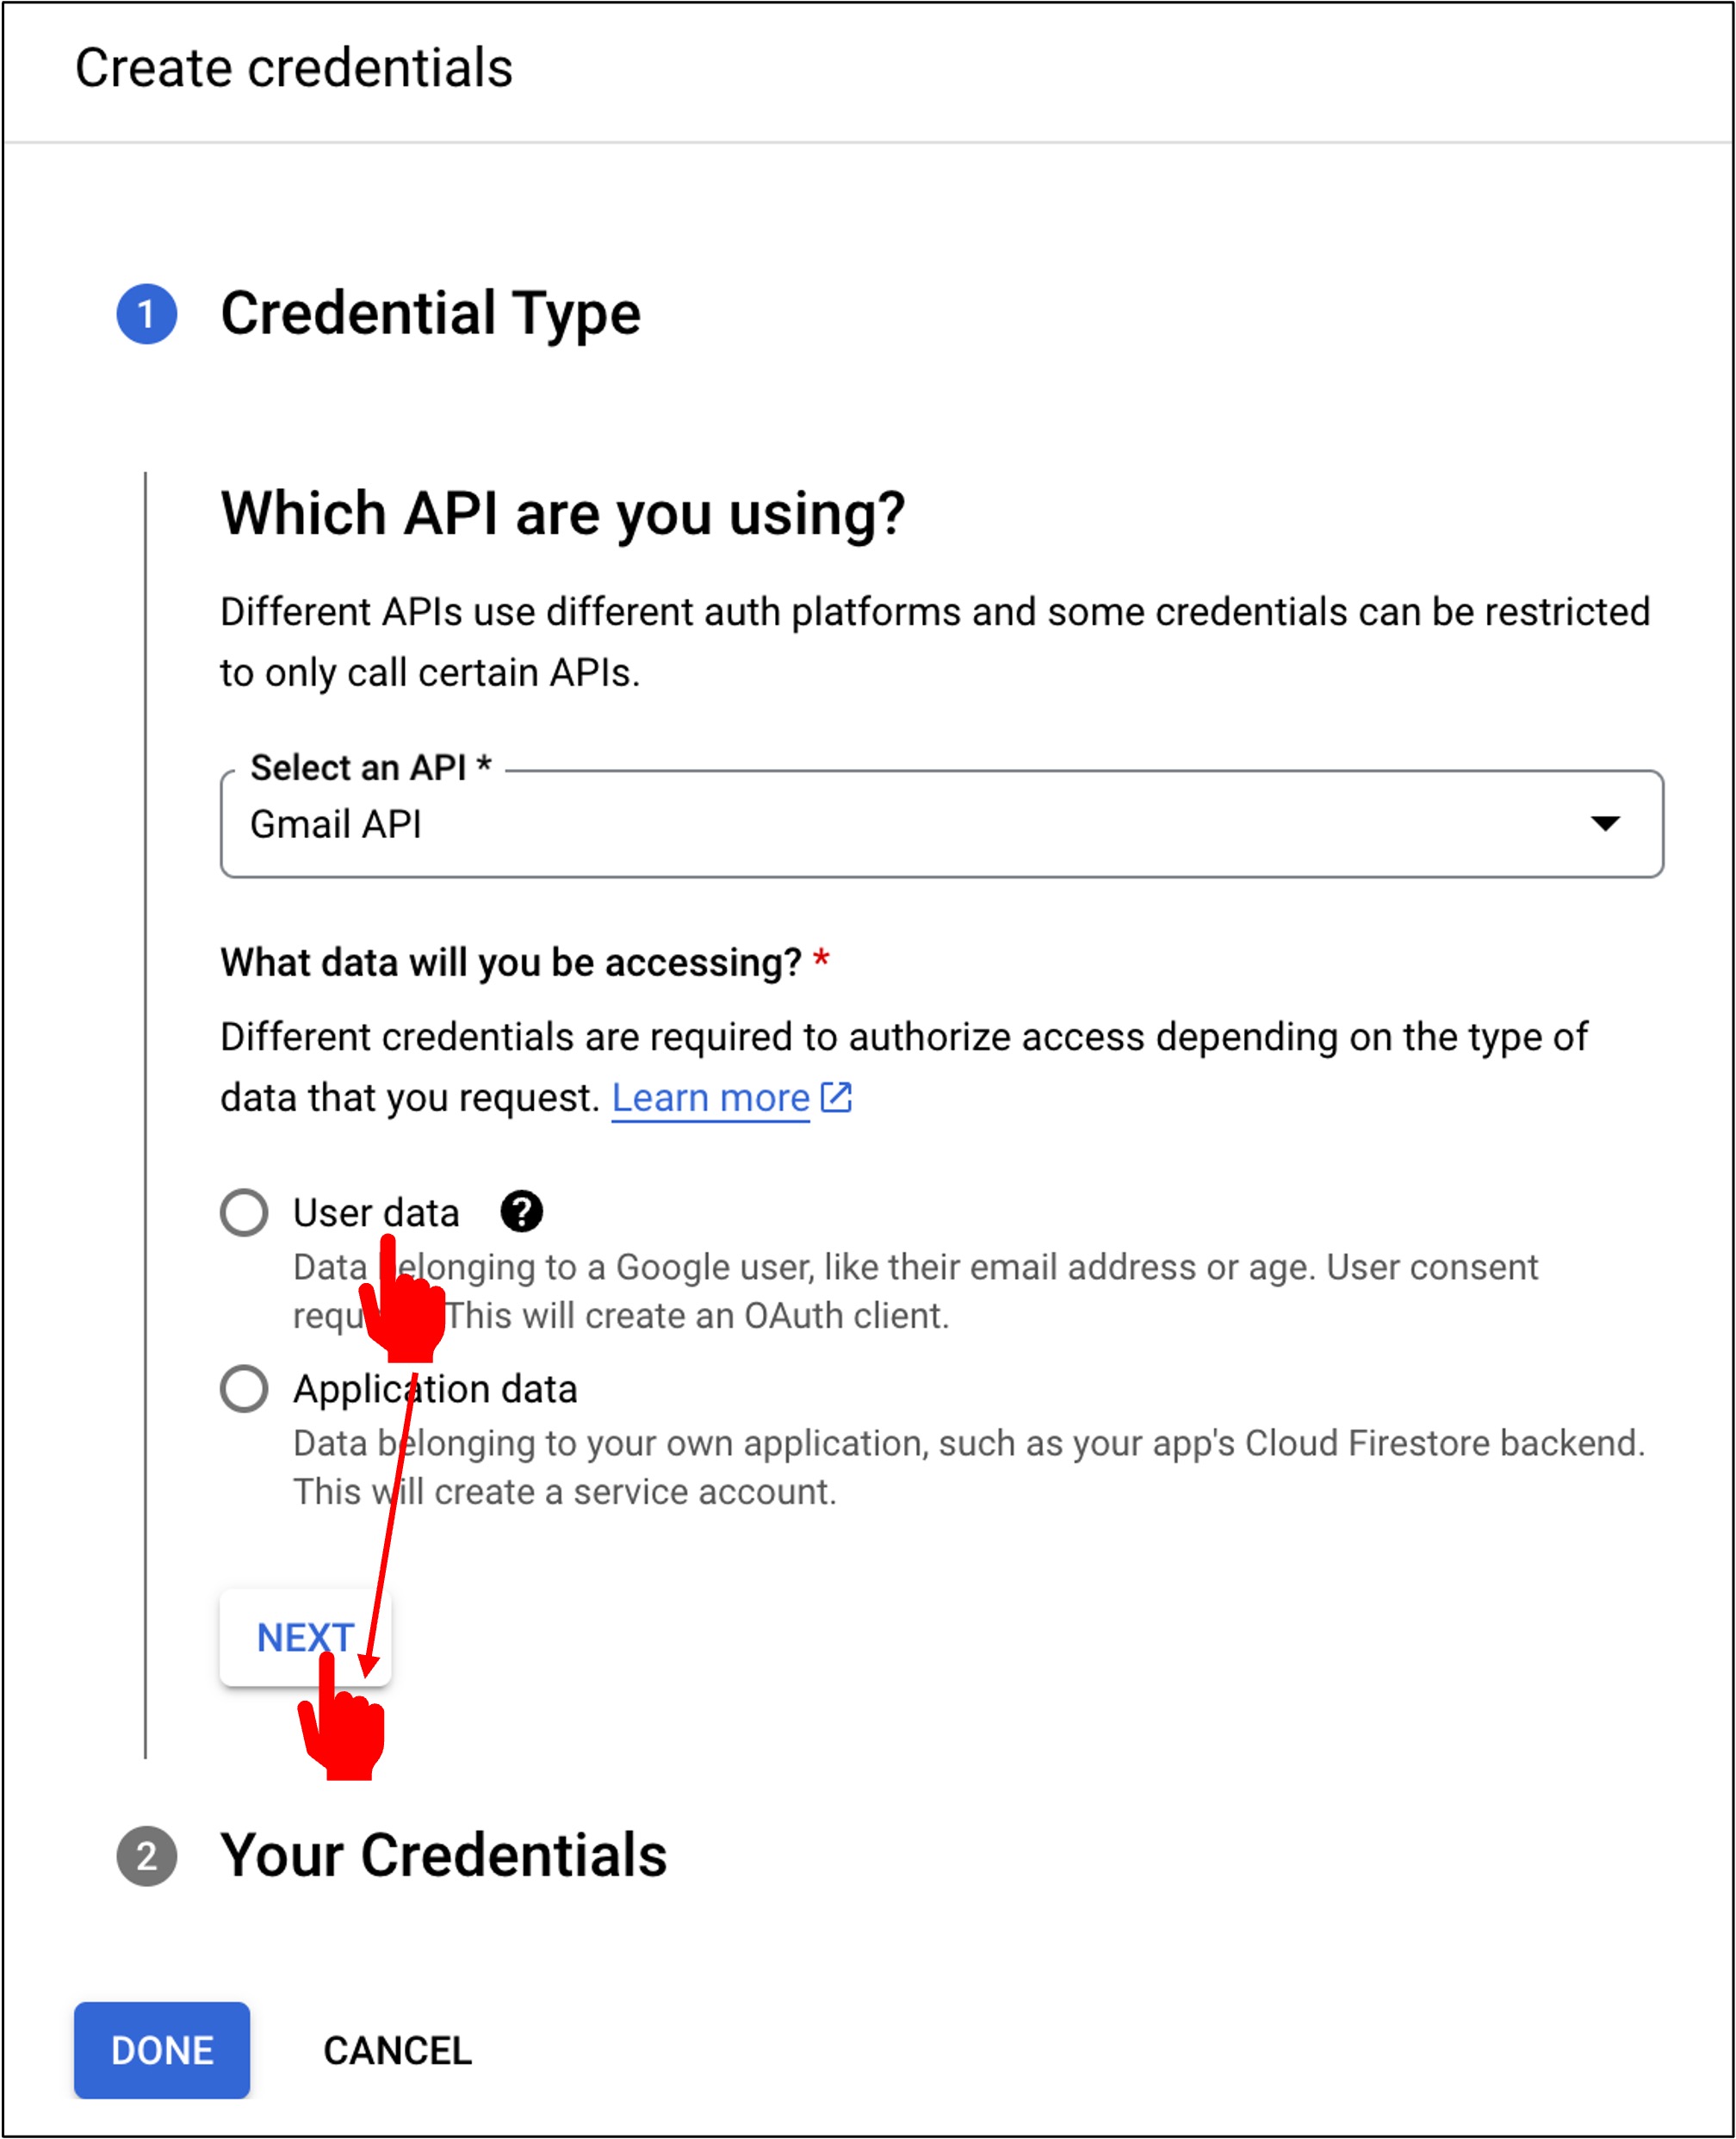 Create credentials
1 Credential Type
Which API are you using?
Different APIs use different auth platforms and some credentials can be restricted
to only call certain APIs.
Select an API *
Gmail API
What data will you be accessing? *
Different credentials are required to authorize access depending on the type of
data that you request. Learn more
User data ?
Data belonging to a Google user, like their email address or age. User consent
This will create an OAuth client.
Application data
Data belonging to your own application, such as your app's Cloud Firestore backend.
This will create a service account.
NEXT
2 Your Credentials
DONE CANCEL